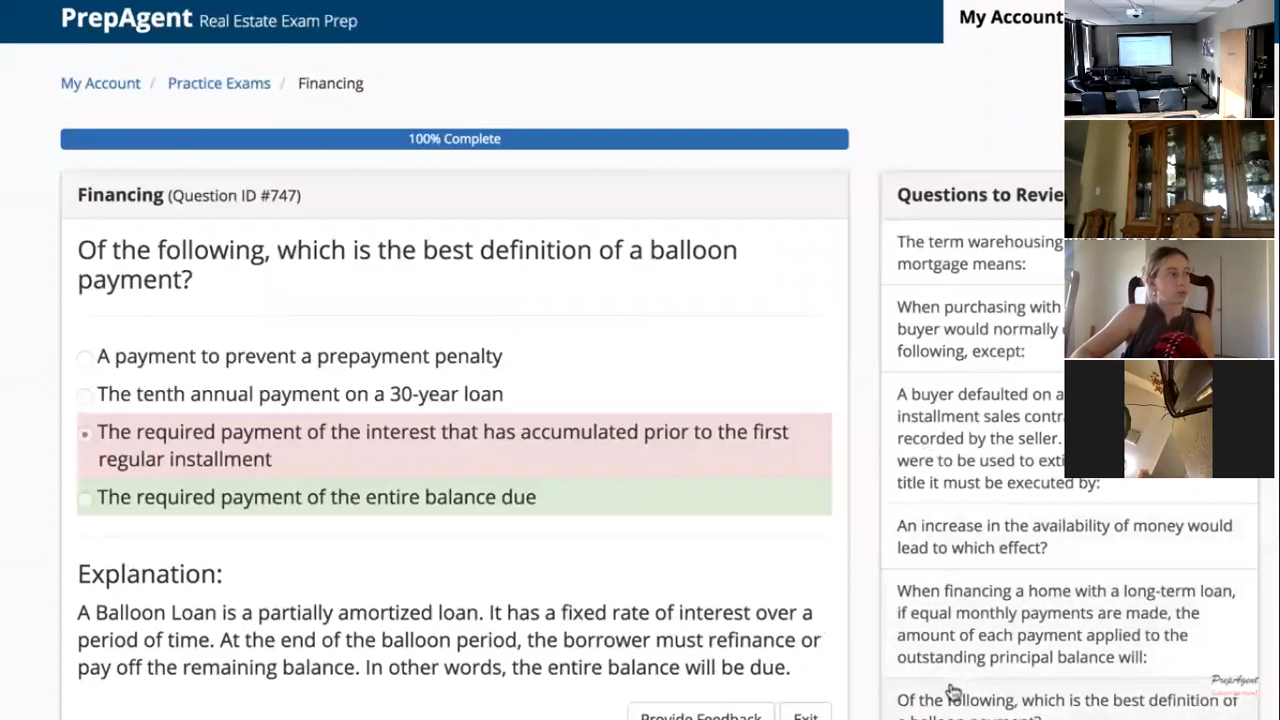 PrepAgent Real Estate Exam Prep
My Account
My Account / Practice Exams / Financing
100% Complete
Financing (Question ID #747)
Of the following, which is the best definition of a balloon
payment?
A payment to prevent a prepayment penalty
The tenth annual payment on a 30-year loan
The required payment of the interest that has accumulated prior to the first
regular installment
The required payment of the entire balance due
Explanation:
A Balloon Loan is a partially amortized loan. It has a fixed rate of interest over a
period of time. At the end of the balloon period, the borrower must refinance or
pay off the remaining balance. In other words, the entire balance will be due.
Provide Feedback
Exit
Questions to Revie
The term warehousing
mortgage means:
When purchasing with
buyer would normally
following, except:
A buyer defaulted on a
installment sales contr
recorded by the seller.
were to be used to exti
title it must be executed by:
An increase in the availability of money would
lead to which effect?
When financing a home with a long-term loan,
if equal monthly payments are made, the
amount of each payment applied to the
outstanding principal balance will:
Of the following, which is the best definition of
a balloon payment?
PrepAgent